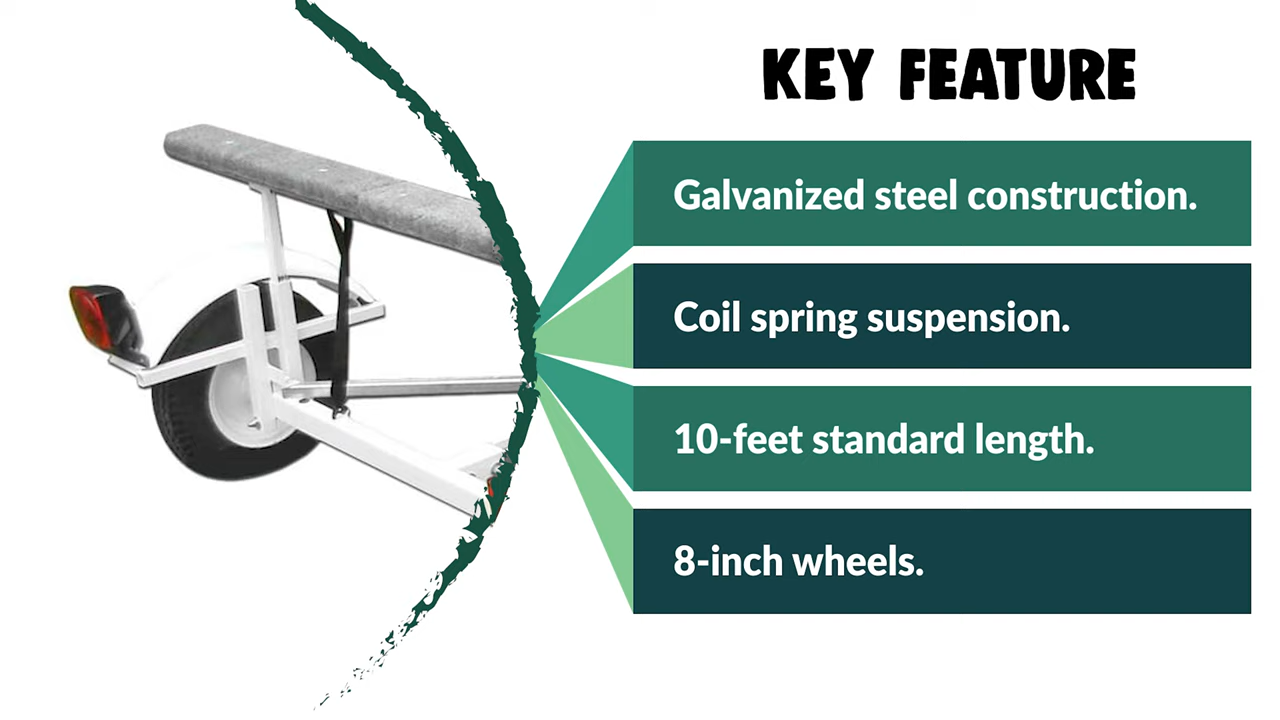 KEY FEATURE
Galvanized steel construction.
Coil spring suspension.
10-feet standard length.
8-inch wheels.